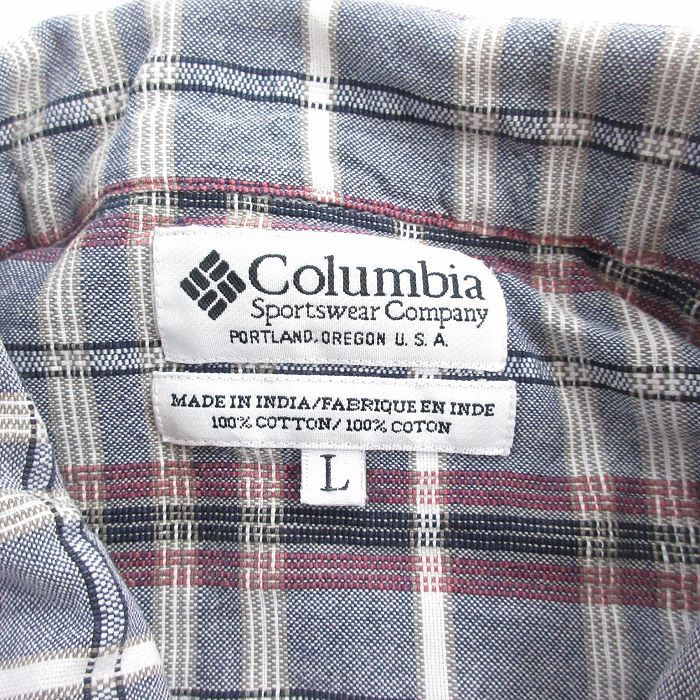 Columbia
Sportswear Company
PORTLAND, OREGON U. S. A.
MADE IN INDIA/FABRIQUE EN INDE
100% COTTON/ 100% COTON
L